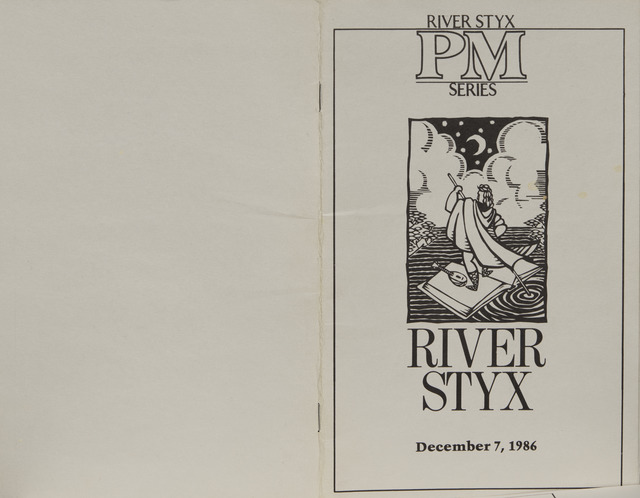 RIVER STYX
PM
SERIES
RIVER
STYX
December 7, 1986